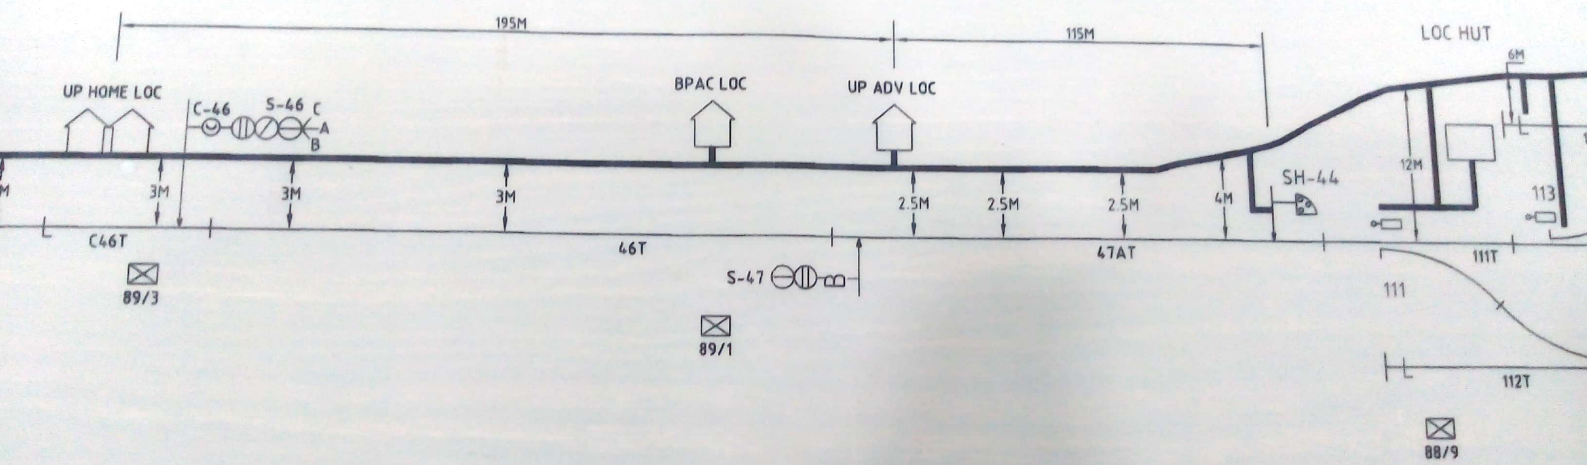 195M
115M
LOC HUT
6M
UP HOME LOC
C-46
S-46
C
A
B
BPAC LOC
UP ADV LOC
3M
3M
3M
2.5M
2.5M
2.5M
4M
SH-44
12M
113
C46T
46T
47AT
111T
S-47
89/3
89/1
111
112T
88/9